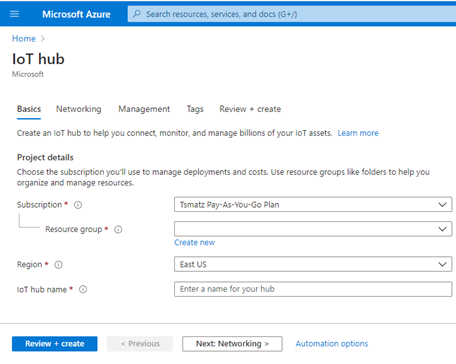 Microsoft Azure
Search resources, services, and docs (G+/)
Home >
IoT hub
Microsoft
Basics Networking Management Tags Review + create
Create an IoT hub to help you connect, monitor, and manage billions of your IoT assets. Learn more
Project details
Choose the subscription you'll use to manage deployments and costs. Use resource groups like folders to help you
organize and manage resources.
Subscription *
Tsmatz Pay-As-You-Go Plan
Resource group *
Create new
Region *
East US
IoT hub name *
Enter a name for your hub
Review + create
< Previous
Next: Networking >
Automation options